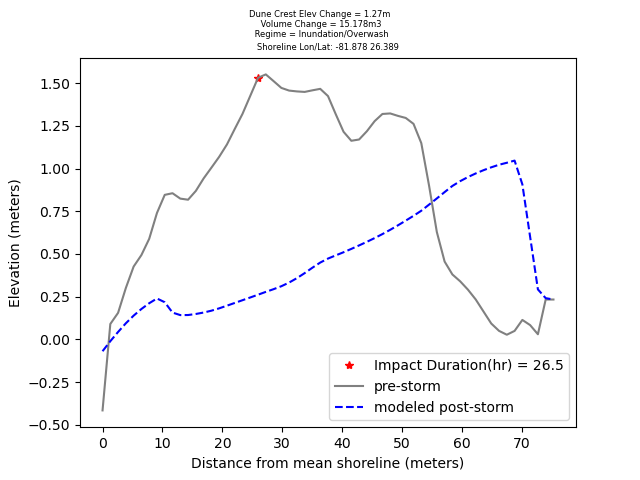 Dune Crest Elev Change = 1.27m
Volume Change = 15.178m3
Regime = Inundation/Overwash
Shoreline Lon/Lat: -81.878 26.389
1.50
1.25
1.00
0.75
0.50
0.25
0.00
−0.25
−0.50
Elevation (meters)
Impact Duration(hr) = 26.5
pre-storm
modeled post-storm
0 10 20 30 40 50 60 70
Distance from mean shoreline (meters)